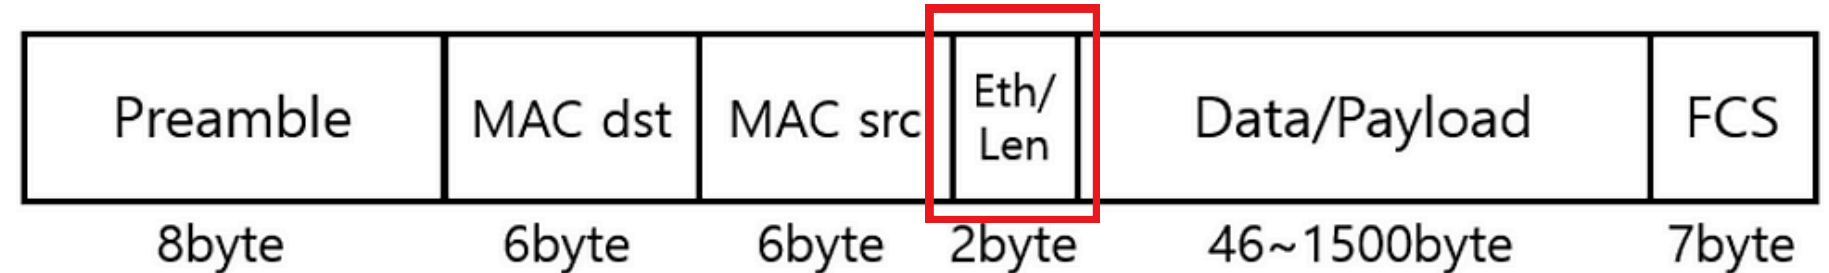 Preamble
MAC dst
MAC src
Eth/
Len
Data/Payload
FCS
8byte
6byte
6byte
2byte
46~1500byte
7byte